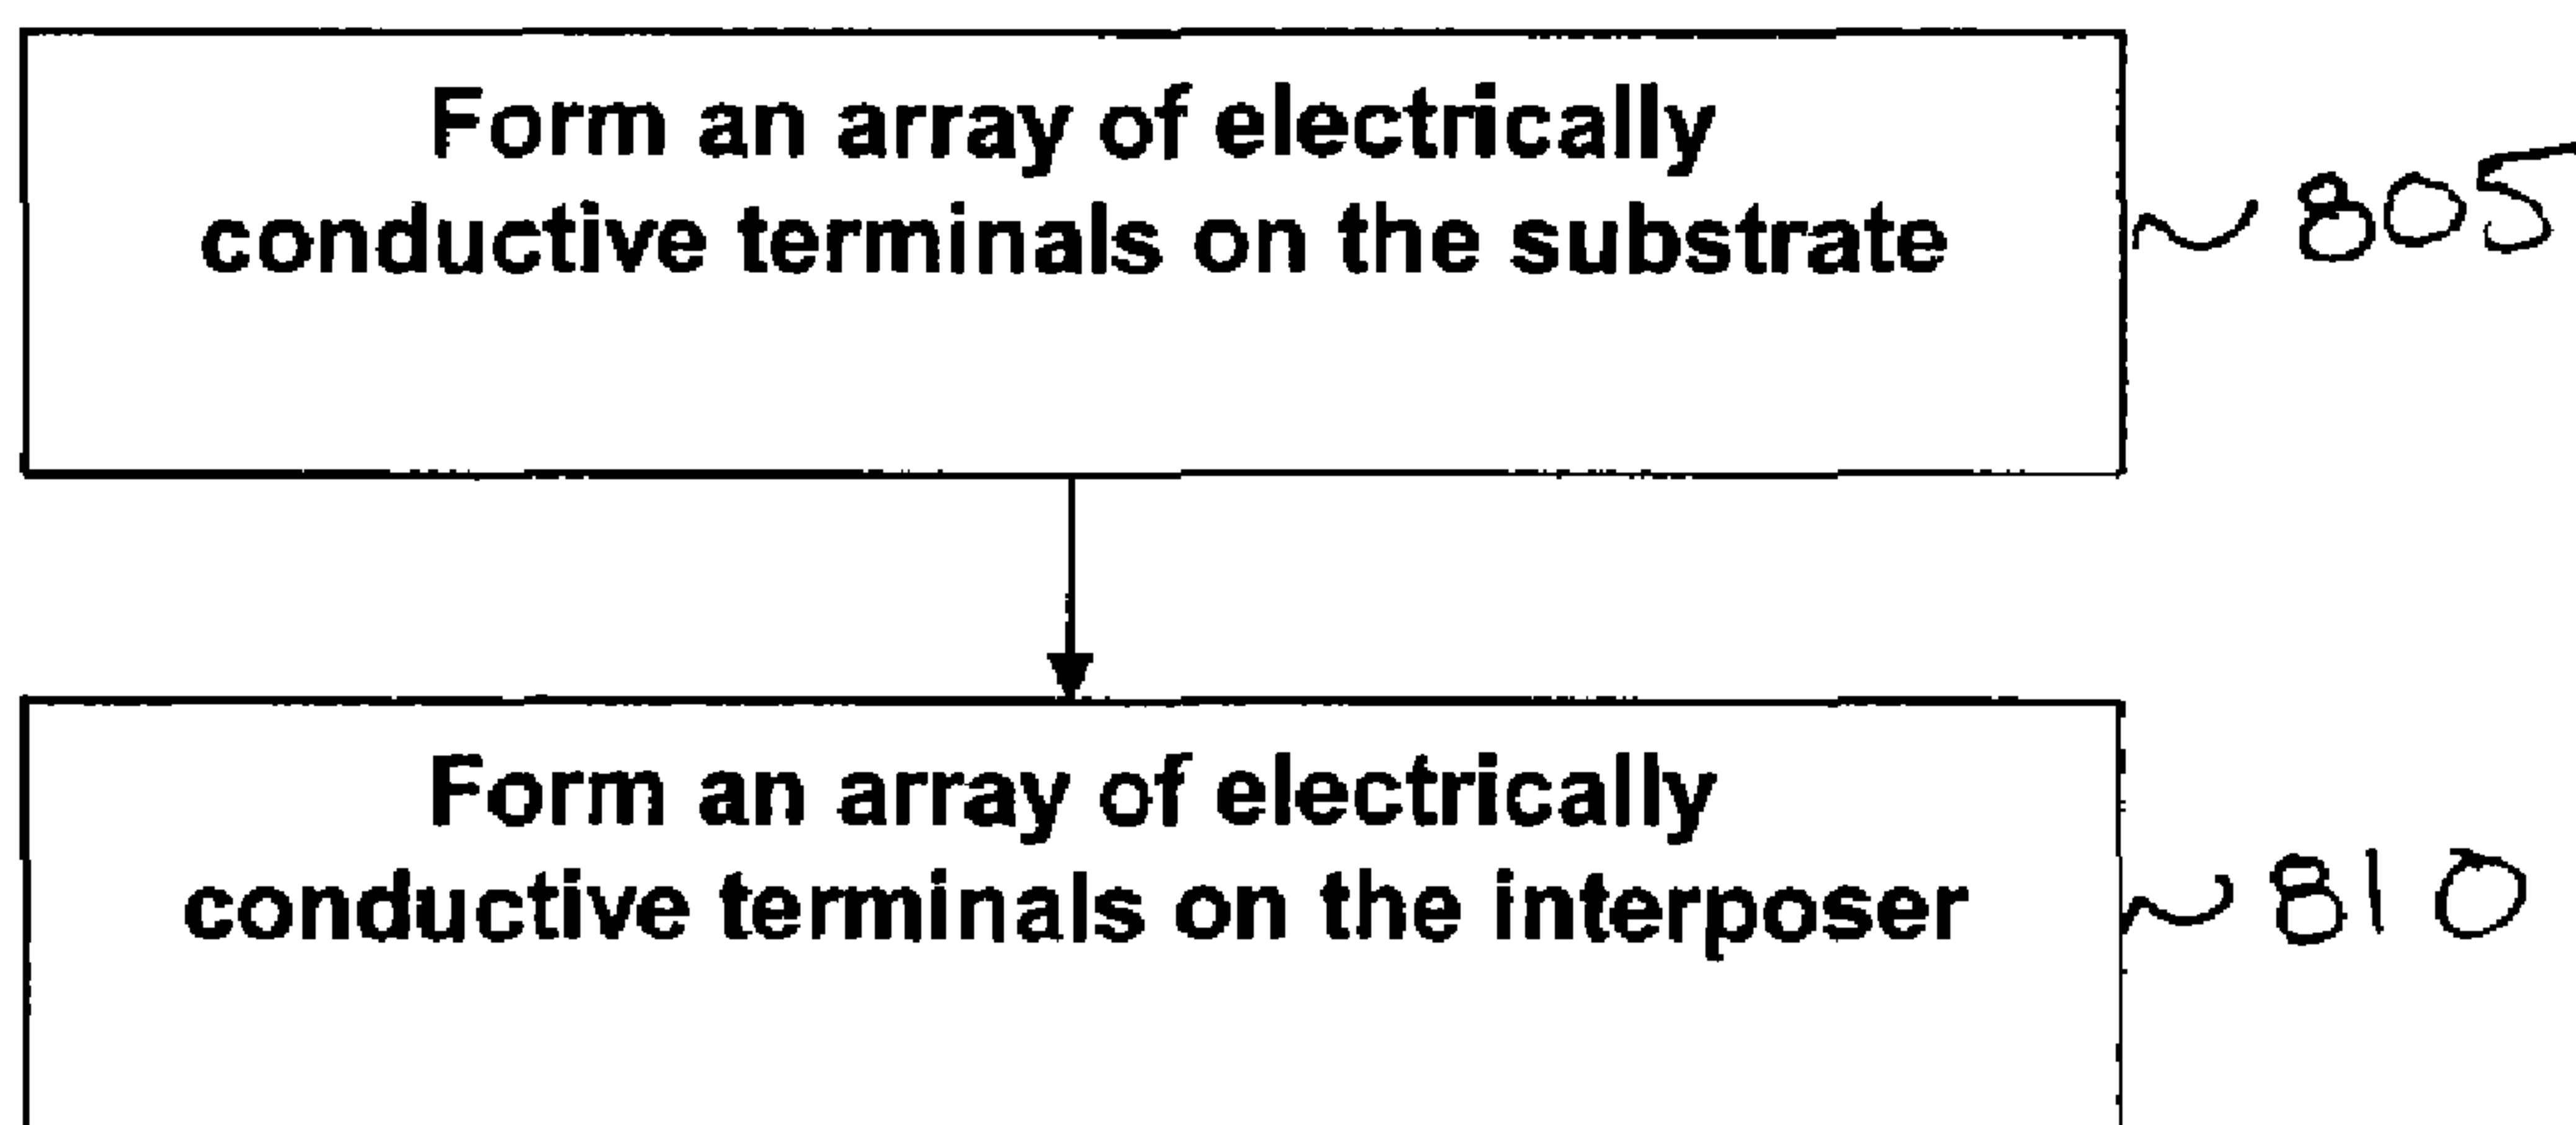 Form an array of electrically
conductive terminals on the substrate
805
Form an array of electrically
conductive terminals on the interposer
810